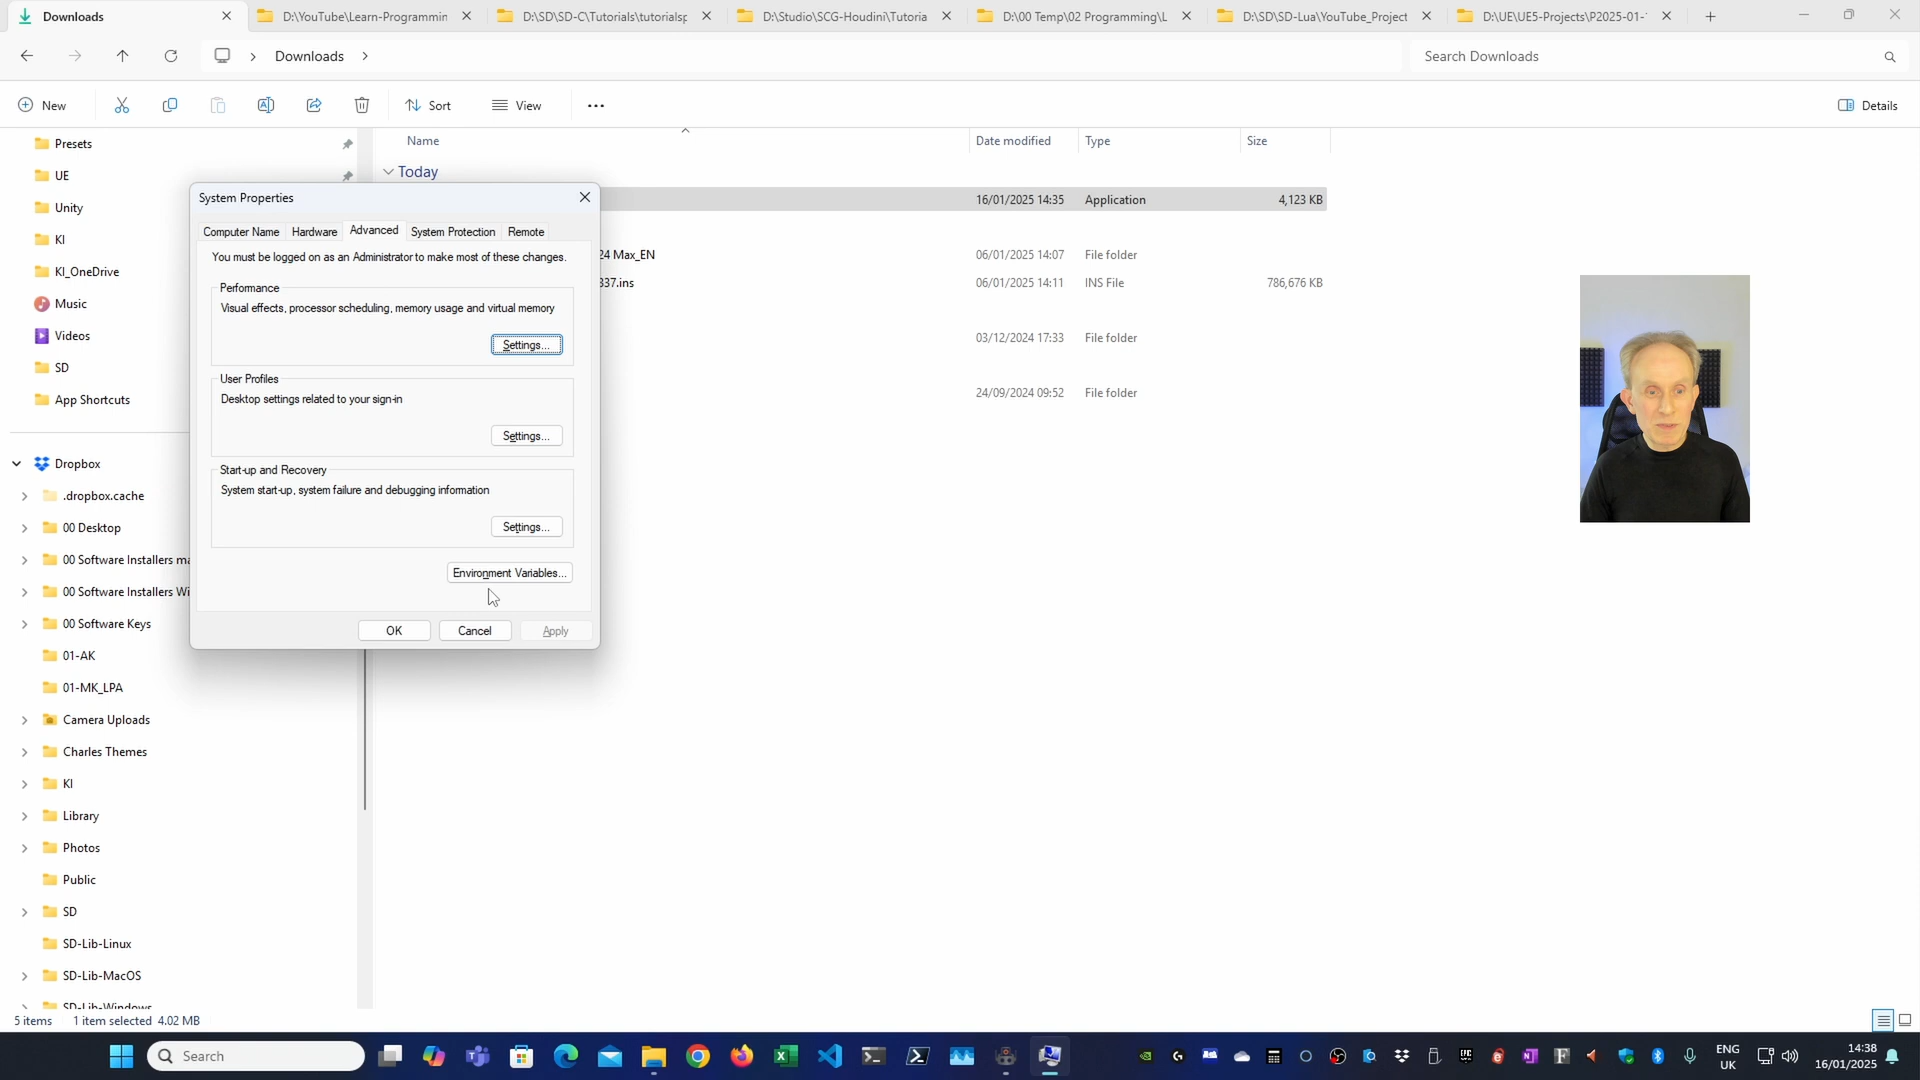 Downloads
D:\YouTube\Learn-Programmin
D:\SD\SD-C\Tutorials\tutorialsp
D:\Studio\SCG-Houdini\Tutoria
D:\00 Temp\02 Programming\L
D:\SD\SD-Lua\YouTube_Project
D:\UE\UE5-Projects\P2025-01-
Downloads
Search Downloads
New
Sort
View
Details
Presets
UE
Unity
KI
KI_OneDrive
Music
Videos
SD
App Shortcuts
Dropbox
.dropbox.cache
00 Desktop
00 Software Installers ma
00 Software Installers Wi
00 Software Keys
01-AK
01-MK_LPA
Camera Uploads
Charles Themes
KI
Library
Photos
Public
SD
SD-Lib-Linux
SD-Lib-MacOS
SD-Lib-Windows
Name Date modified Type Size
Today
16/01/2025 14:35 Application 4,123 KB
24 Max_EN 06/01/2025 14:07 File folder
337.ins 06/01/2025 14:11 INS File 786,676 KB
03/12/2024 17:33 File folder
24/09/2024 09:52 File folder
System Properties
Computer Name Hardware Advanced System Protection Remote
You must be logged on as an Administrator to make most of these changes.
Performance
Visual effects, processor scheduling, memory usage and virtual memory
Settings...
User Profiles
Desktop settings related to your sign-in
Settings...
Start-up and Recovery
System start-up, system failure and debugging information
Settings...
Environment Variables...
OK Cancel Apply
5 items 1 item selected 4.02 MB
Search
ENG
UK
14:38
16/01/2025